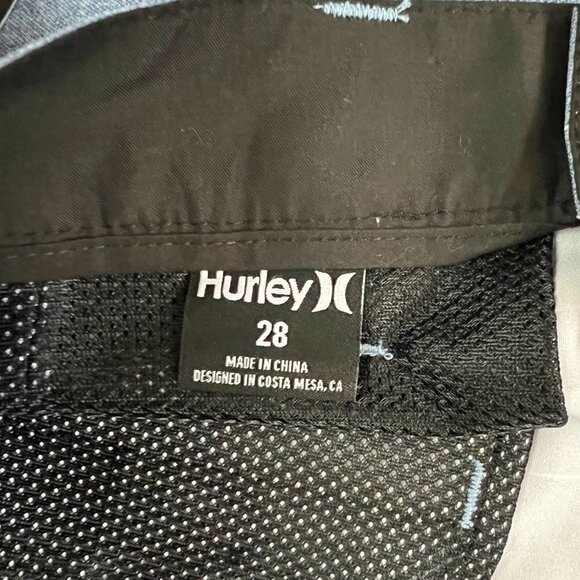 Hurley
28
MADE IN CHINA
DESIGNED IN COSTA MESA, CA